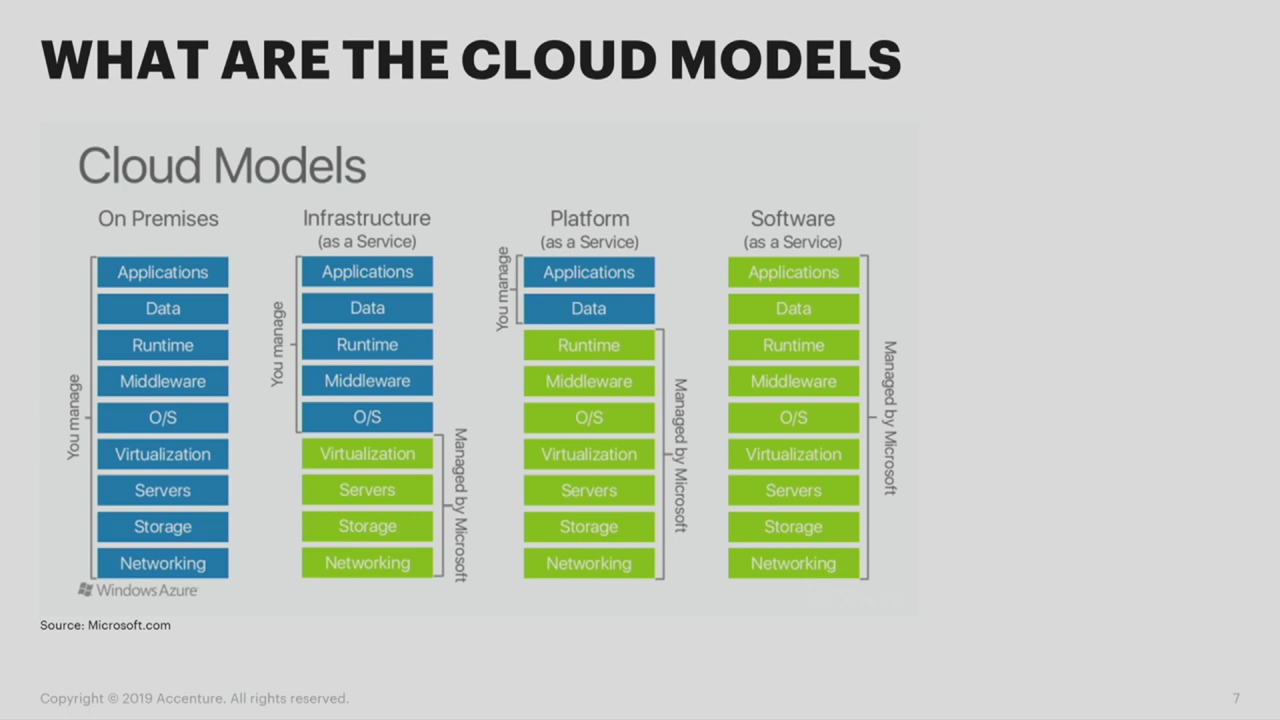 WHAT ARE THE CLOUD MODELS
Cloud Models
On Premises
You manage
Applications
Data
Runtime
Middleware
O/S
Virtualization
Servers
Storage
Networking
Infrastructure
(as a Service)
You manage
Applications
Data
Runtime
Middleware
O/S
Virtualization
Servers
Storage
Networking
Managed by Microsoft
Platform
(as a Service)
You manage
Applications
Data
Runtime
Middleware
O/S
Virtualization
Servers
Storage
Networking
Managed by Microsoft
Software
(as a Service)
Applications
Data
Runtime
Middleware
O/S
Virtualization
Servers
Storage
Networking
Managed by Microsoft
Windows Azure
Source: Microsoft.com
Copyright © 2019 Accenture. All rights reserved.
7